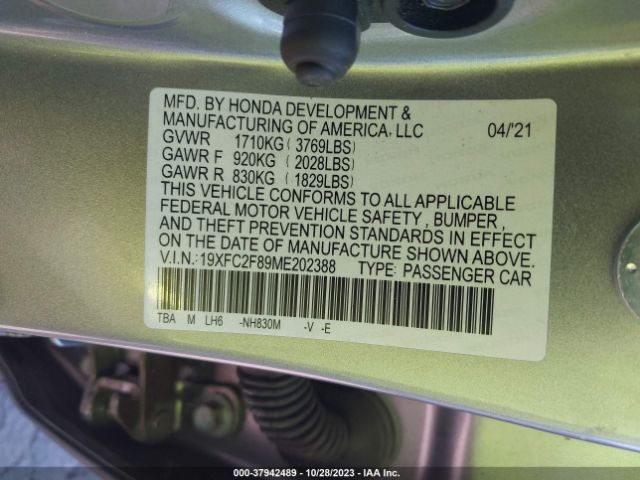 MFD. BY HONDA DEVELOPMENT &
MANUFACTURING OF AMERICA, LLC 04/'21
GVWR 1710KG ( 3769LBS )
GAWR F 920KG ( 2028LBS )
GAWR R 830KG ( 1829LBS )
THIS VEHICLE CONFORMS TO ALL APPLICABLE
FEDERAL MOTOR VEHICLE SAFETY , BUMPER ,
AND THEFT PREVENTION STANDARDS IN EFFECT
ON THE DATE OF MANUFACTURE SHOWN ABOVE.
V.I.N.:19XFC2F89ME202388 TYPE: PASSENGER CAR
TBA M LH6 -NH830M -V -E
000-37942489 - 10/28/2023 - IAA Inc.